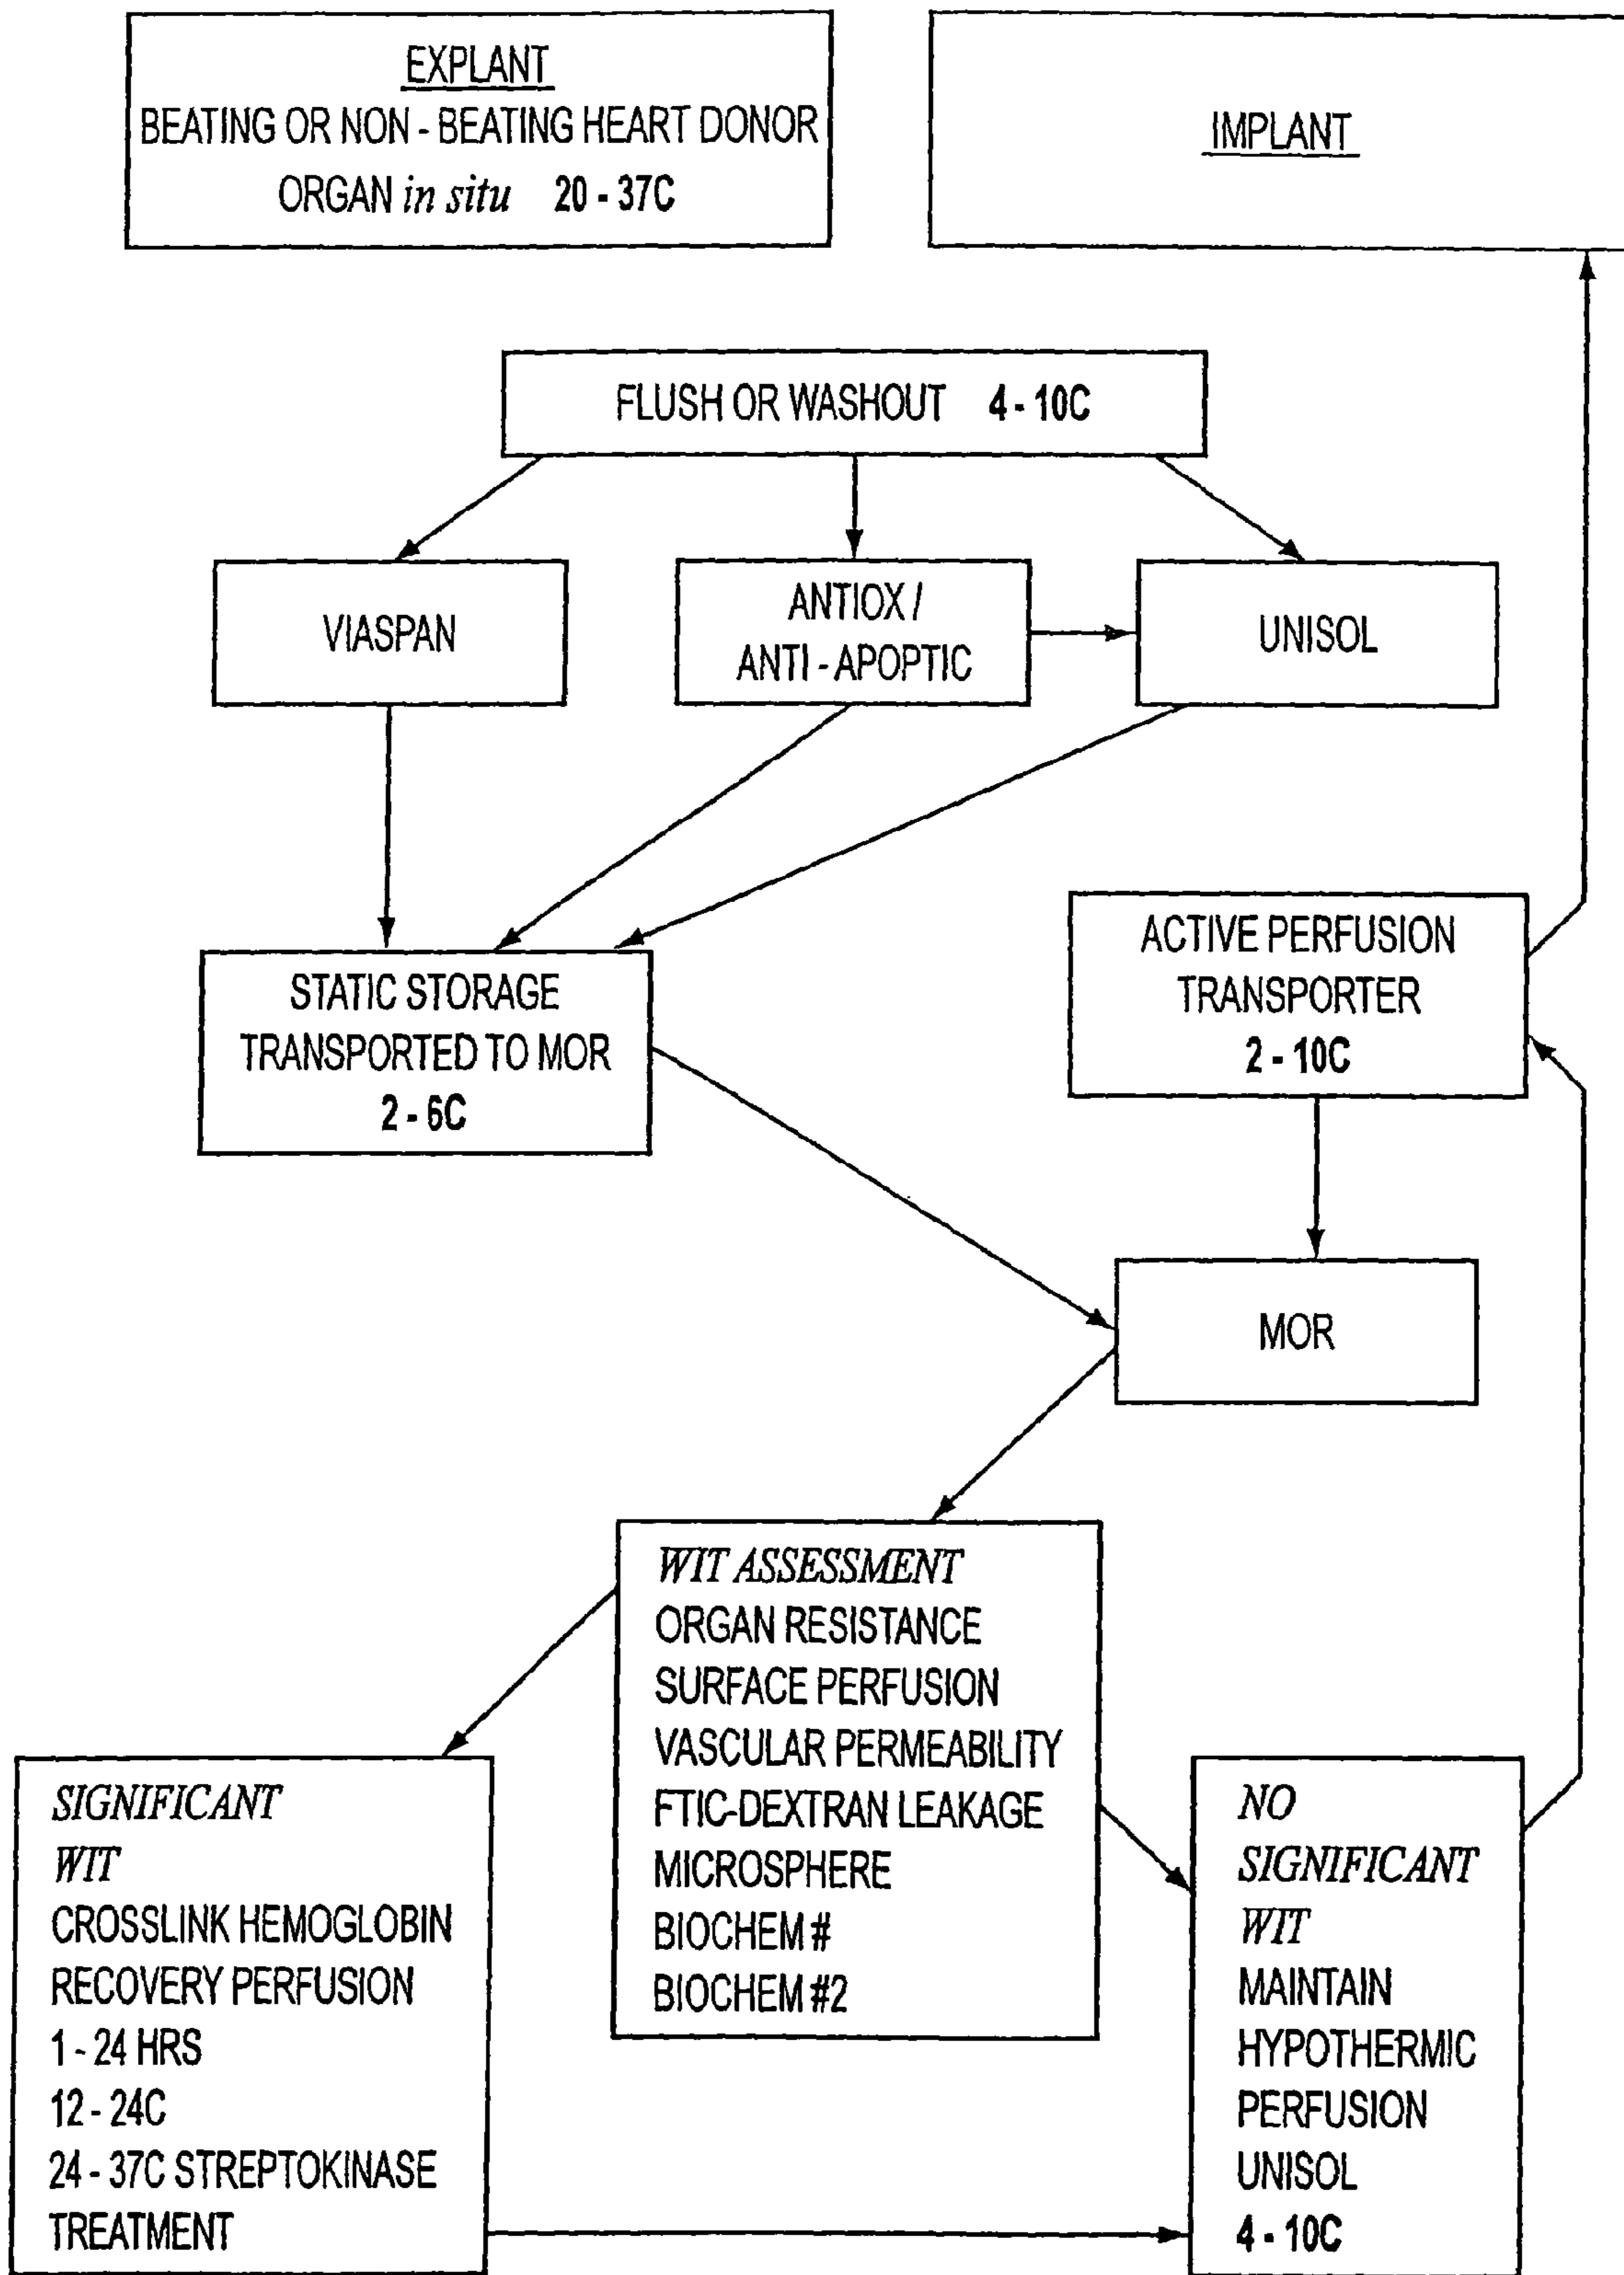 EXPLANT
BEATING OR NON - BEATING HEART DONOR
ORGAN in situ 20 - 37C
IMPLANT
FLUSH OR WASHOUT 4 - 10C
VIASPAN
ANTIOX /
ANTI - APOPTIC
UNISOL
STATIC STORAGE
TRANSPORTED TO MOR
2 - 6C
ACTIVE PERFUSION
TRANSPORTER
2 - 10C
MOR
WIT ASSESSMENT
ORGAN RESISTANCE
SURFACE PERFUSION
VASCULAR PERMEABILITY
FTIC-DEXTRAN LEAKAGE
MICROSPHERE
BIOCHEM #
BIOCHEM #2
SIGNIFICANT
WIT
CROSSLINK HEMOGLOBIN
RECOVERY PERFUSION
1 - 24 HRS
12 - 24C
24 - 37C STREPTOKINASE
TREATMENT
NO
SIGNIFICANT
WIT
MAINTAIN
HYPOTHERMIC
PERFUSION
UNISOL
4 - 10C